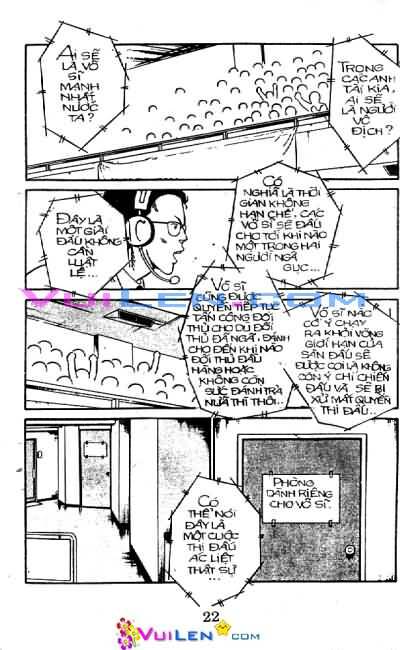 AI SẼ
LÀ VÕ
SĨ
MẠNH
NHẤT
NƯỚC
TA?
TRONG
CÁC ANH
TÀI KIA,
AI SẼ
LÀ NGƯỜI
VÔ
ĐỊCH?
CÓ
NGHĨA LÀ THỜI
GIAN KHÔNG
HẠN CHẾ. CÁC
VÕ SĨ SẼ ĐẤU
CHO TỚI KHI NÀO
MỘT TRONG HAI
NGƯỜI NGÃ
GỤC...
ĐÂY LÀ
MỘT GIẢI
ĐẤU KHÔNG
CẦN
LUẬT
LỆ...
VÕ SĨ
CŨNG ĐƯỢC
QUYỀN TIẾP TỤC
TẤN CÔNG ĐỐI
THỦ CHO DÙ ĐỐI
THỦ ĐÃ NGÃ, ĐÁNH
CHO ĐẾN KHI NÀO
ĐỐI THỦ ĐẦU
HÀNG HOẶC
KHÔNG CÒN
SỨC ĐÁNH TRẢ
NỮA THÌ THÔI...
VÕ SĨ NÀO
CỐ Ý CHẠY
RA KHỎI VÒNG
GIỚI HẠN CỦA
SÀN ĐẤU SẼ
ĐƯỢC COI LÀ KHÔNG
CÒN Ý CHÍ CHIẾN
ĐẤU VÀ SẼ BỊ
XỬ MẤT QUYỀN
THI ĐẤU...
VUILEN.COM
CÓ
THỂ NÓI
ĐÂY LÀ
MỘT CUỘC
THI ĐẤU
ÁC LIỆT
THẬT SỰ
...
PHÒNG
DÀNH RIÊNG
CHO VÕ SĨ.
22
VUILEN.COM